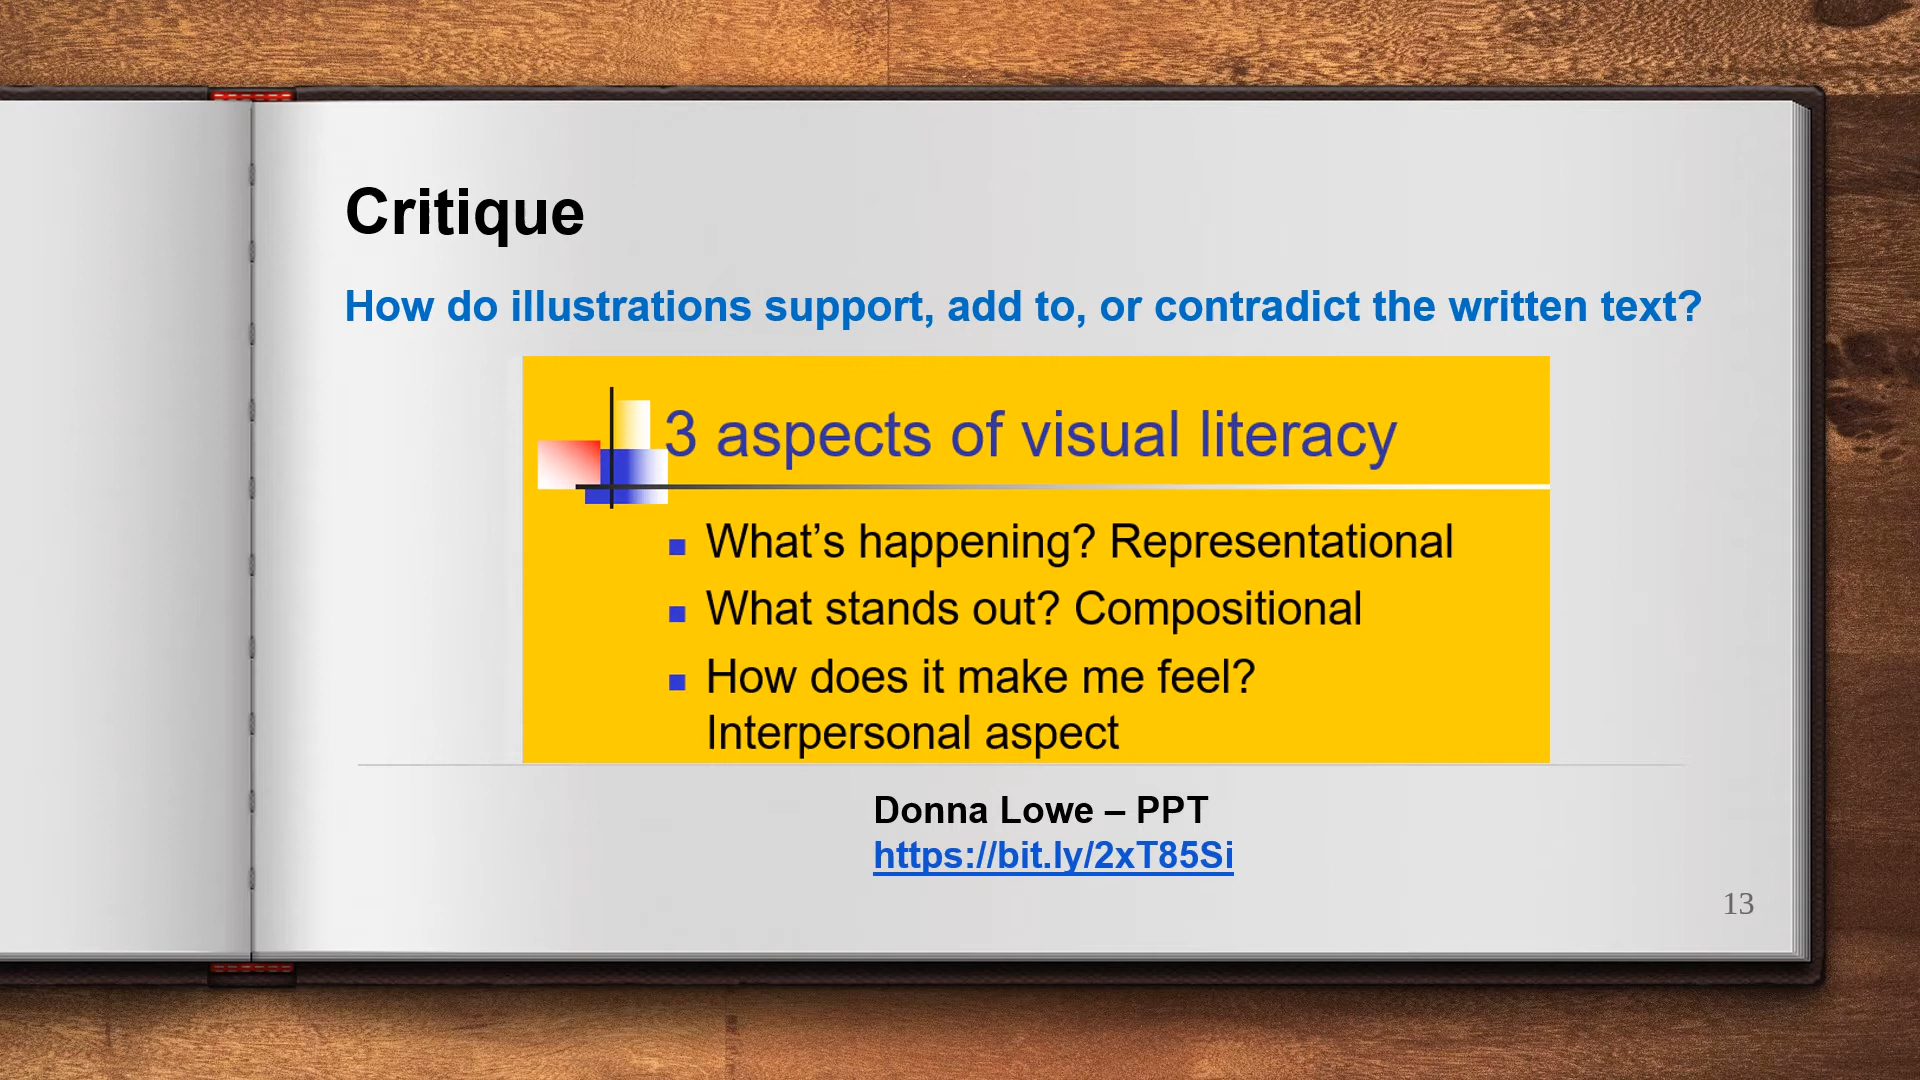 Critique
How do illustrations support, add to, or contradict the written text?
3 aspects of visual literacy
What’s happening? Representational
What stands out? Compositional
How does it make me feel?
Interpersonal aspect
Donna Lowe – PPT
https://bit.ly/2xT85Si
13